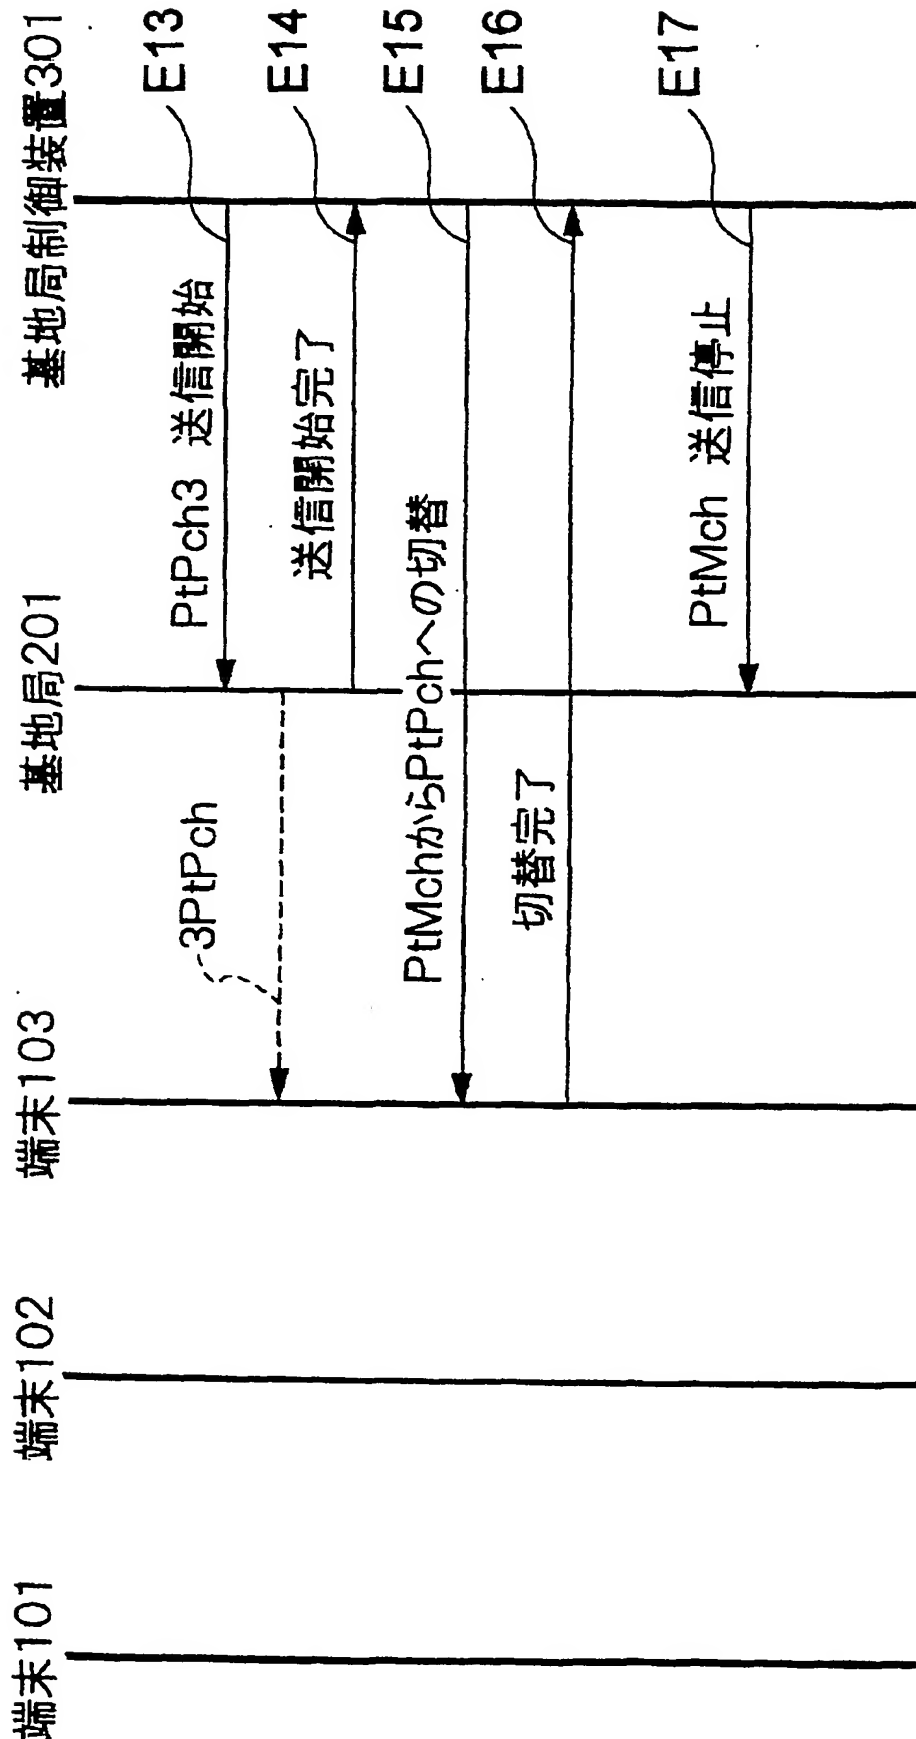 端末101
端末102
端末103
基地局201
基地局制御装置301
PtPch3 送信開始
E13
3PtPch
送信開始完了
E14
PtMchからPtPchへの切替
E15
切替完了
E16
PtMch 送信停止
E17